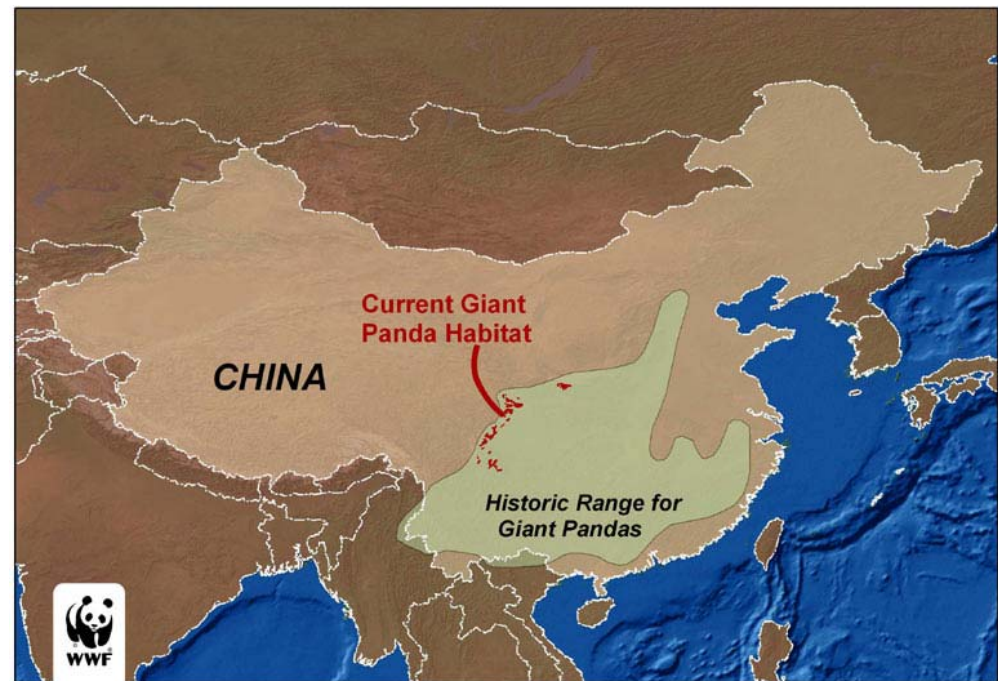 Current Giant
Panda Habitat
CHINA
Historic Range for
Giant Pandas
WWF